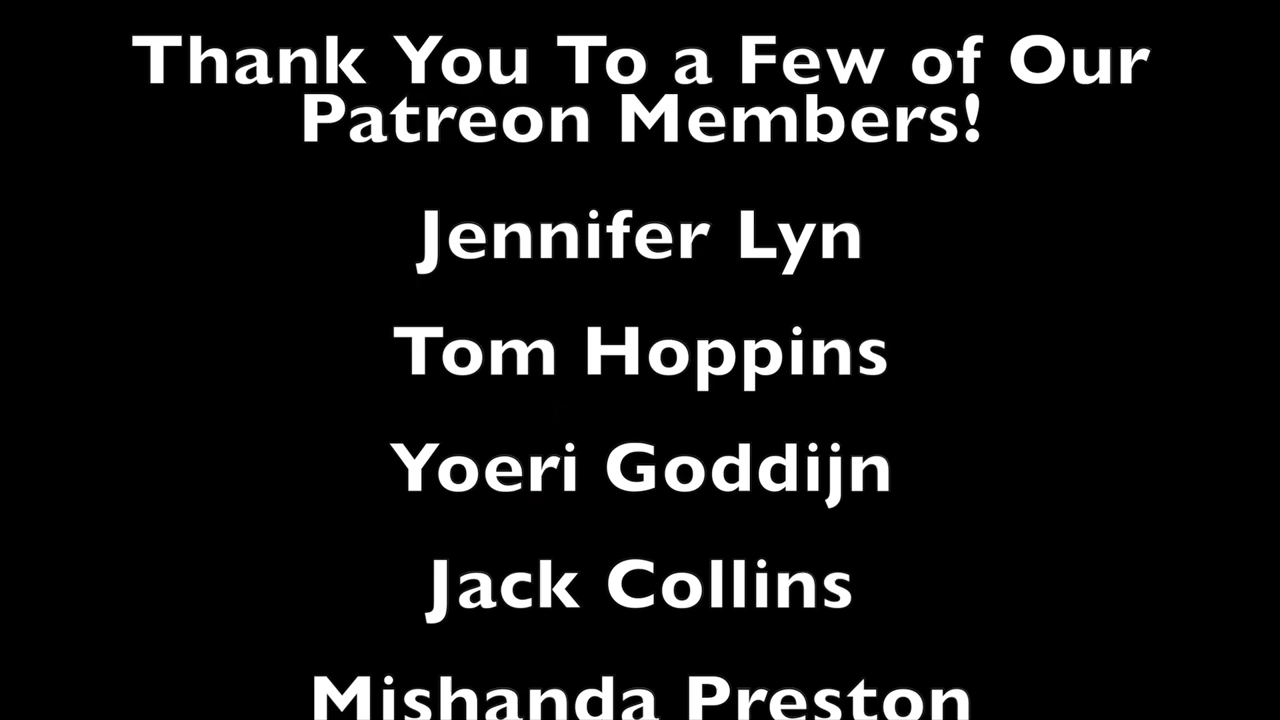 Thank You To a Few of Our
Patreon Members!
Jennifer Lyn
Tom Hoppins
Yoeri Goddijn
Jack Collins
Mishanda Preston